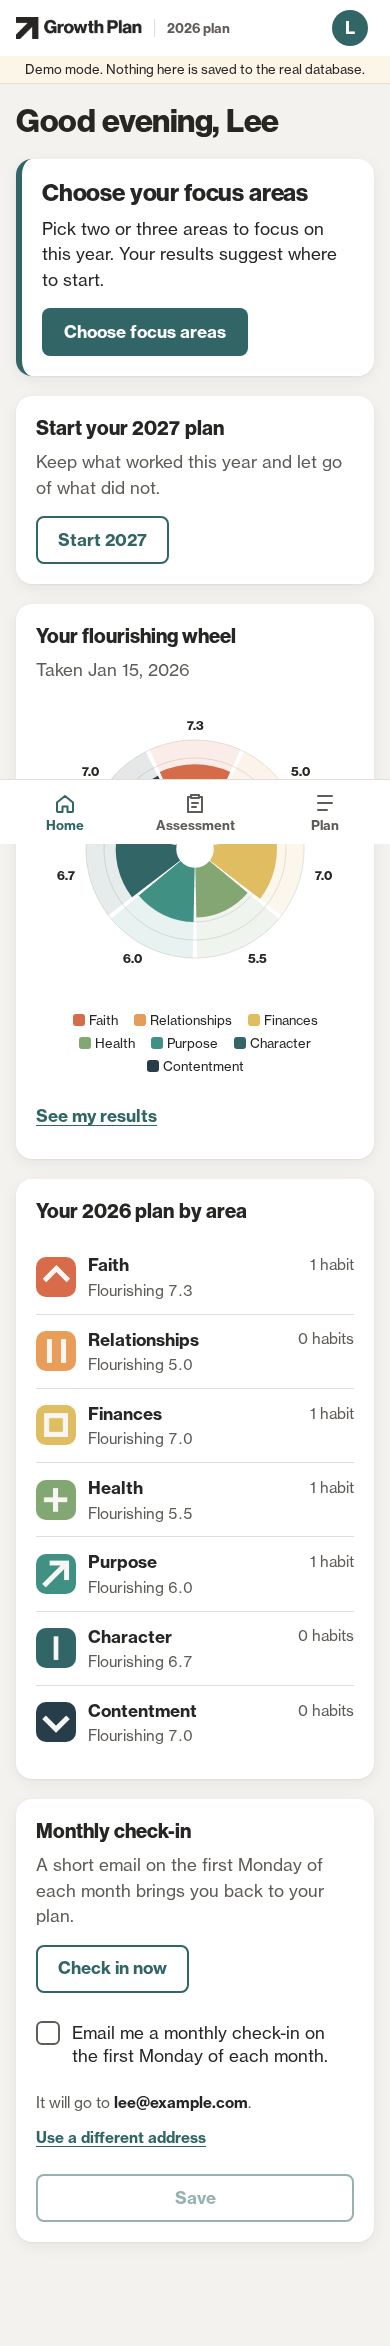 Growth Plan
2026 plan
L
Demo mode. Nothing here is saved to the real database.
Good evening, Lee
Choose your focus areas
Pick two or three areas to focus on
this year. Your results suggest where
to start.
Choose focus areas
Start your 2027 plan
Keep what worked this year and let go
of what did not.
Start 2027
Your flourishing wheel
Taken Jan 15, 2026
7.3
7.0
5.0
Home
Assessment
Plan
6.7
7.0
6.0
5.5
Faith
Relationships
Finances
Health
Purpose
Character
Contentment
See my results
Your 2026 plan by area
Faith
1 habit
Flourishing 7.3
Relationships
0 habits
Flourishing 5.0
Finances
1 habit
Flourishing 7.0
Health
1 habit
Flourishing 5.5
Purpose
1 habit
Flourishing 6.0
Character
0 habits
Flourishing 6.7
Contentment
0 habits
Flourishing 7.0
Monthly check-in
A short email on the first Monday of
each month brings you back to your
plan.
Check in now
Email me a monthly check-in on
the first Monday of each month.
It will go to lee@example.com.
Use a different address
Save